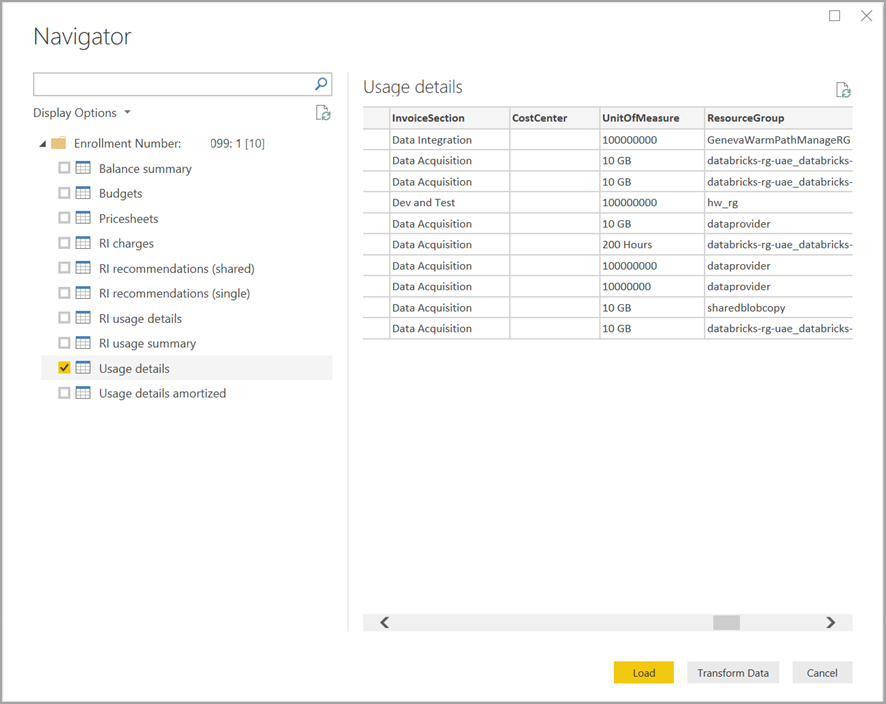 Navigator
Display Options
Enrollment Number: 099: 1 [10]
Balance summary
Budgets
Pricesheets
RI charges
RI recommendations (shared)
RI recommendations (single)
RI usage details
RI usage summary
Usage details
Usage details amortized
Usage details
InvoiceSection CostCenter UnitOfMeasure ResourceGroup
Data Integration 100000000 GenevaWarmPathManageRG
Data Acquisition 10 GB databricks-rg-uae_databricks-
Data Acquisition 10 GB databricks-rg-uae_databricks-
Dev and Test 100000000 hw_rg
Data Acquisition 10 GB dataprovider
Data Acquisition 200 Hours databricks-rg-uae_databricks-
Data Acquisition 100000000 dataprovider
Data Acquisition 10000000 dataprovider
Data Acquisition 10 GB sharedblobcopy
Data Acquisition 10 GB databricks-rg-uae_databricks-
Load Transform Data Cancel